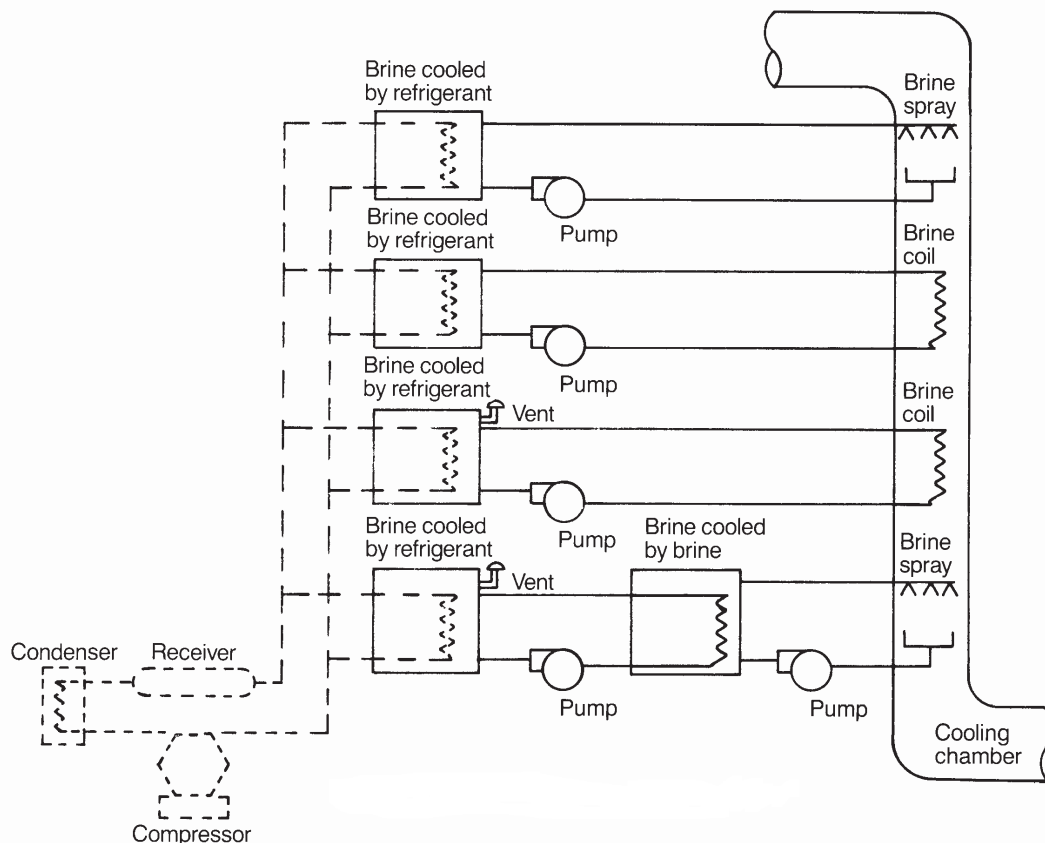 Brine cooled
by refrigerant
Brine
spray
Pump
Brine cooled
by refrigerant
Brine
coil
Pump
Brine cooled
by refrigerant
Vent
Brine
coil
Pump
Brine cooled
by refrigerant
Vent
Brine cooled
by brine
Brine
spray
Condenser
Receiver
Pump
Pump
Cooling
chamber
Compressor